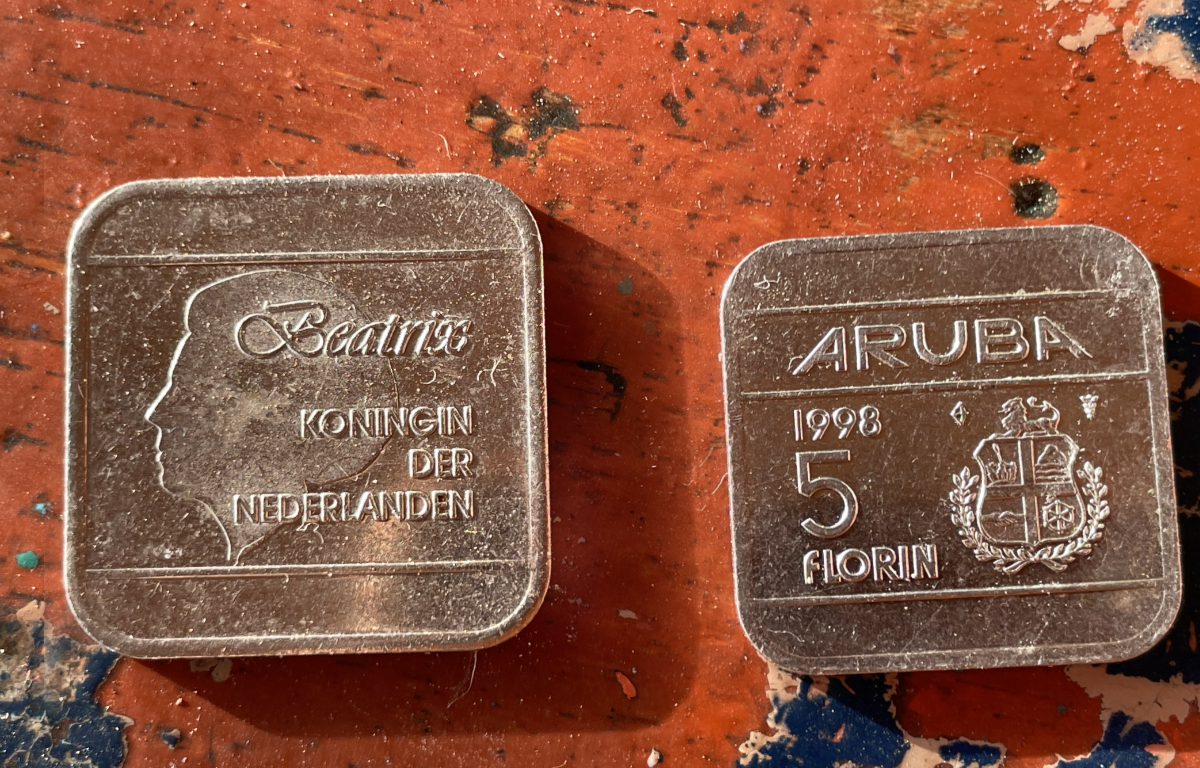 Beatrix
KONINGIN
DER
NEDERLANDEN
ARUBA
1998
5
FLORIN